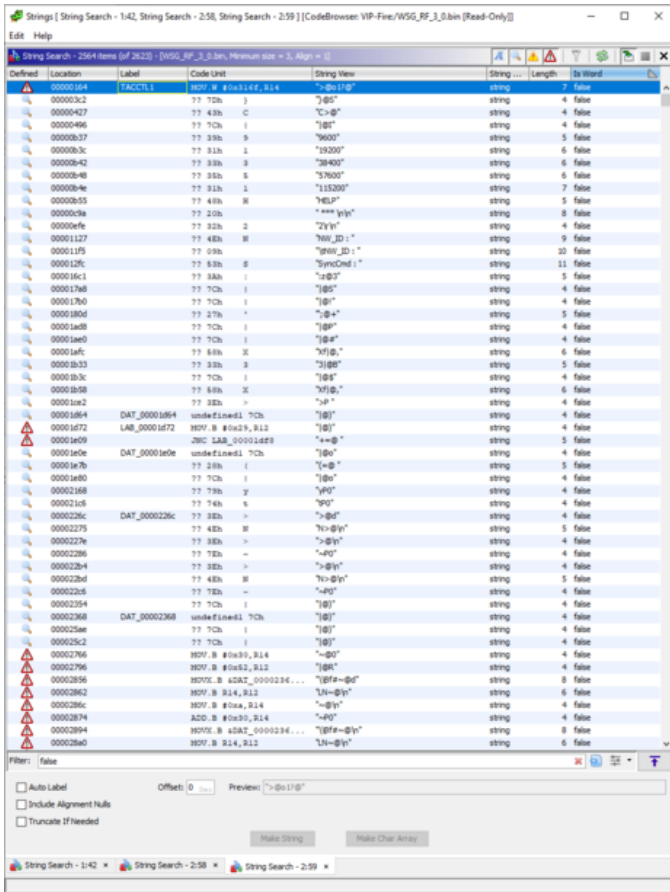 Strings [ String Search - 1:42, String Search - 2:58, String Search - 2:59 ] [CodeBrowser: VIP-Fire:/WSG_RF_3_0.bin [Read-Only]]
Edit Help
String Search - 2564 items (of 2623) - [WSG_RF_3_0.bin, Minimum size = 3, Align = 1]
Defined Location Label Code Unit String View String ... Length Is Word
00000164 TACCTL1 MOV.W #0x316f,R14 ">@o1?@" string 7 false
000003c2 ?? 7Dh } "}@S" string 4 false
00000427 ?? 43h C "C>@" string 4 false
00000496 ?? 7Ch | string 4 false
00000b37 ?? 39h 9 "9600" string 5 false
00000b3c ?? 31h 1 "19200" string 6 false
00000b42 ?? 33h 3 "38400" string 6 false
00000b48 ?? 35h 5 "57600" string 6 false
00000b4e ?? 31h 1 "115200" string 7 false
00000b55 ?? 48h H "HELP" string 5 false
00000c9a ?? 20h " *** \n\n" string 8 false
00000efe ?? 32h 2 "2\r\n" string 4 false
00001127 ?? 4Eh N "NW_ID : " string 9 false
000011f5 ?? 09h "\tNW_ID : " string 10 false
000012fc ?? 53h S "SyncCmd : " string 11 false
000016c1 ?? 3Ah : ":z@3" string 5 false
000017a8 ?? 7Ch | "|@S" string 4 false
000017b0 ?? 7Ch | "|@!" string 4 false
0000180d ?? 27h ' string 5 false
00001ad8 ?? 7Ch | "|@P" string 4 false
00001ae0 ?? 7Ch | "|@#" string 4 false
00001afc ?? 58h X "Xf|@," string 6 false
00001b33 ?? 33h 3 "3|@B" string 5 false
00001b3c ?? 7Ch | "|@$" string 4 false
00001b58 ?? 58h X "Xf|@," string 6 false
00001ce2 ?? 3Eh > ">P " string 4 false
00001d64 DAT_00001d64 undefined1 7Ch "|@)" string 4 false
00001d72 LAB_00001d72 MOV.B #0x29,R12 "|@)" string 4 false
00001e09 JNC LAB_00001df8 string 5 false
00001e0e DAT_00001e0e undefined1 7Ch "|@o" string 4 false
00001e7b ?? 28h ( "(=@ " string 5 false
00001e80 ?? 7Ch | "|@o" string 4 false
00002168 ?? 79h y "yP0" string 4 false
000021c6 ?? 74h t "tP0" string 4 false
0000226c DAT_0000226c ?? 3Eh > ">@d" string 4 false
00002275 ?? 4Eh N "N>@\n" string 5 false
0000227e ?? 3Eh > ">@\n" string 4 false
00002286 ?? 7Eh ~ "~P0" string 4 false
000022b4 ?? 3Eh > ">@\n" string 4 false
000022bd ?? 4Eh N "N>@\n" string 5 false
000022c6 ?? 7Eh ~ "~P0" string 4 false
00002354 ?? 7Ch | "|@)" string 4 false
00002368 DAT_00002368 undefined1 7Ch "|@)" string 4 false
000025ae ?? 7Ch | "|@)" string 4 false
000025c2 ?? 7Ch | "|@)" string 4 false
00002766 MOV.B #0x30,R14 "~@0" string 4 false
00002796 MOV.B #0x52,R12 "|@R" string 4 false
00002856 MOVX.B &DAT_0000236... string 8 false
00002862 MOV.B R14,R12 "LN~@\n" string 6 false
0000286c MOV.B #0xa,R14 "~@\n" string 4 false
00002874 ADD.B #0x30,R14 "~P0" string 4 false
00002894 MOVX.B &DAT_0000236... string 8 false
000028a0 MOV.B R14,R12 "LN~@\n" string 6 false
Filter: false
Auto Label Offset: 0 Preview: ">@o1?@"
Include Alignment Nulls
Truncate If Needed
Make String Make Char Array
String Search - 1:42 String Search - 2:58 String Search - 2:59